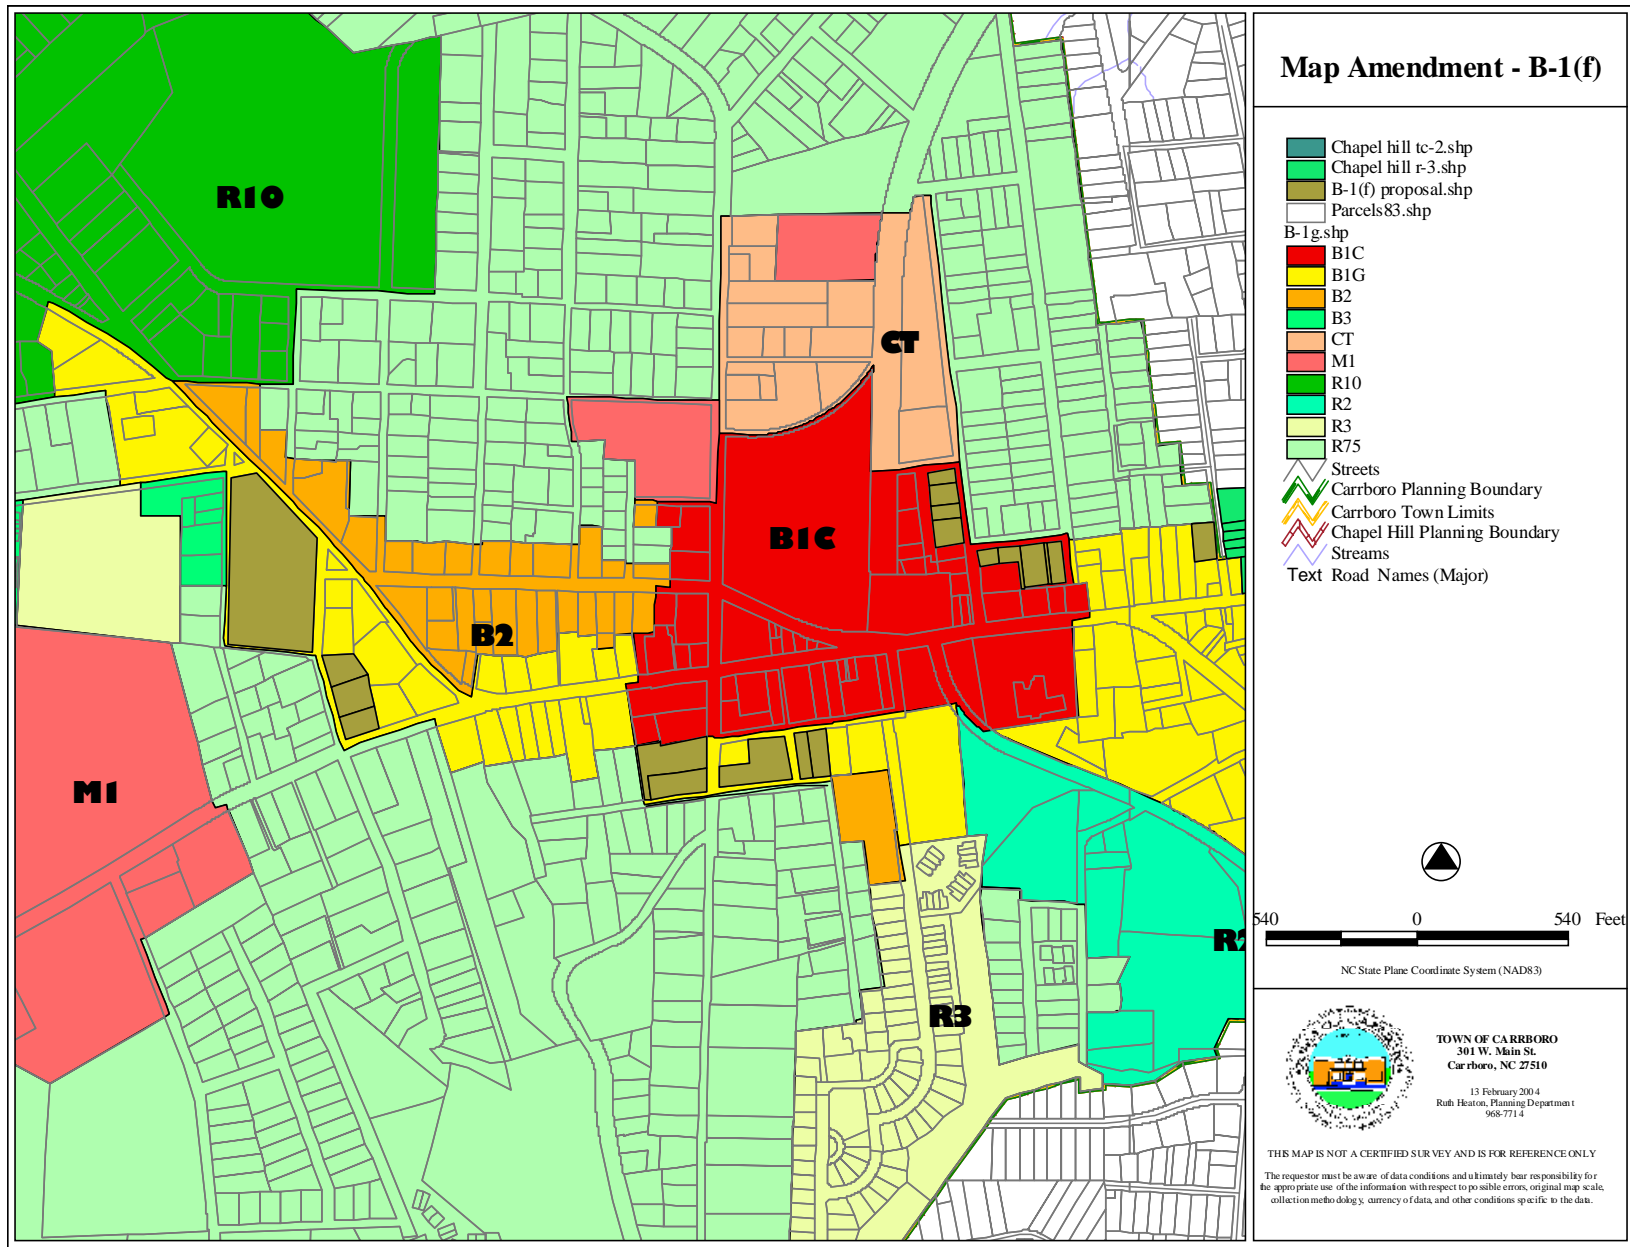 Map Amendment - B-1(f)
Chapel hill tc-2.shp
Chapel hill r-3.shp
B-1(f) proposal.shp
Parcels83.shp
B-1g.shp
B1C
B1G
B2
B3
CT
M1
R10
R2
R3
R75
Streets
Carrboro Planning Boundary
Carrboro Town Limits
Chapel Hill Planning Boundary
Streams
Text Road Names (Major)
R10
CT
B1C
B2
M1
R2
R3
540 0 540 Feet
NC State Plane Coordinate System (NAD83)
TOWN OF CARRBORO
301 W. Main St.
Carrboro, NC 27510
13 February 2004
Ruth Heaton, Planning Department
968-7714
THIS MAP IS NOT A CERTIFIED SURVEY AND IS FOR REFERENCE ONLY
The requestor must be aware of data conditions and ultimately bear responsibility for
the appropriate use of the information with respect to possible errors, original map scale,
collection methodology, currency of data, and other conditions specific to the data.